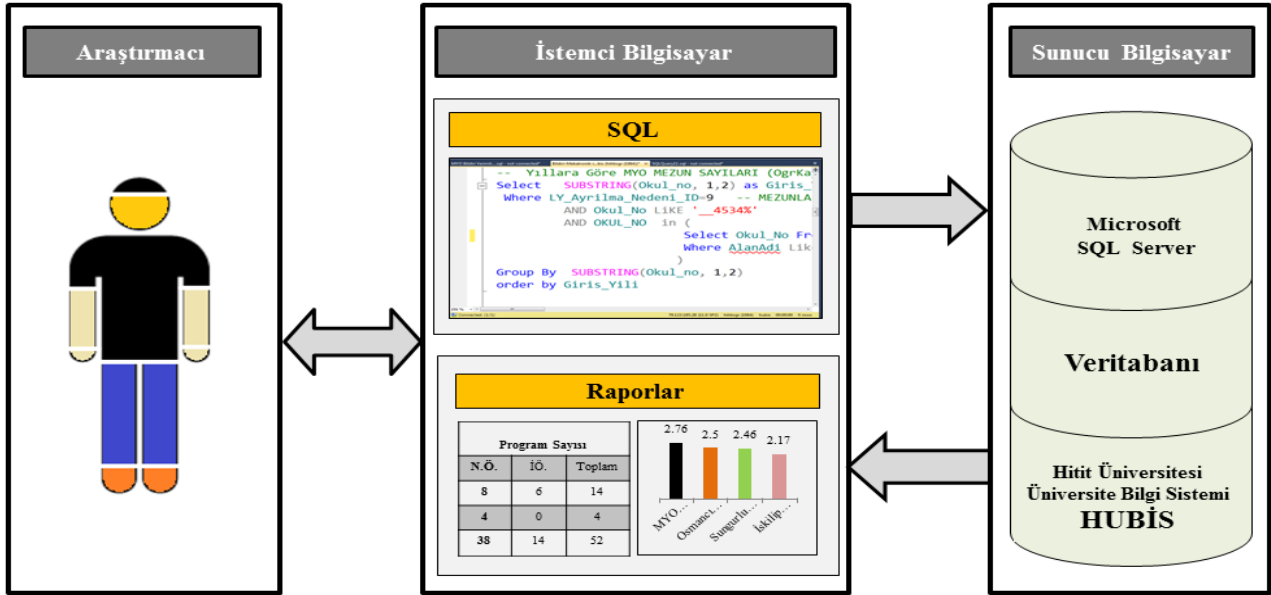 Araştırmacı
İstemci Bilgisayar
SQL
-- Yıllara Göre MYO MEZUN SAYILARI (OgrKa
Select SUBSTRING(Okul_no, 1,2) as Giris_
Where LY_Ayrilma_Nedeni_ID=9 -- MEZUNLA
AND Okul_No LiKE '__4534%'
AND OKUL_NO in (
Select Okul_No Fr
Where AlanAdi Lik
)
Group By SUBSTRING(Okul_no, 1,2)
order by Giris_Yili
Raporlar
Program Sayısı
N.Ö. İÖ. Toplam
8 6 14
4 0 4
38 14 52
2.76 2.5 2.46 2.17
MYO... Osmancı... Sungurlu... İskilip...
Sunucu Bilgisayar
Microsoft
SQL Server
Veritabanı
Hitit Üniversitesi
Üniversite Bilgi Sistemi
HUBİS